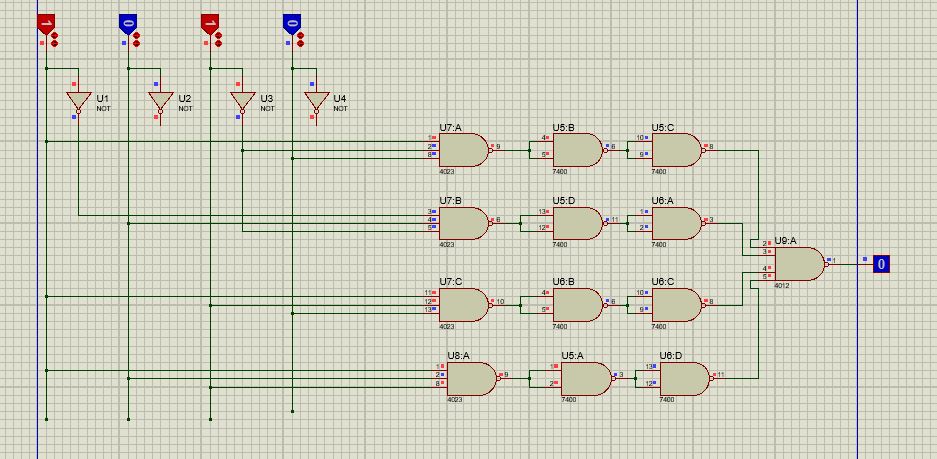 1 0 1 0
U1 U2 U3 U4
NOT NOT NOT NOT
U7:A U5:B U5:C
1 2 8 9 4 5 6 10 9 8
4023 7400 7400
U7:B U5:D U6:A
3 4 5 6 13 12 11 1 2 3
4023 7400 7400
U9:A
2 3 4 5 1 0
4012
U7:C U6:B U6:C
11 12 13 10 4 5 6 10 9 8
4023 7400 7400
U8:A U5:A U6:D
1 2 8 9 1 2 3 13 12 11
4023 7400 7400